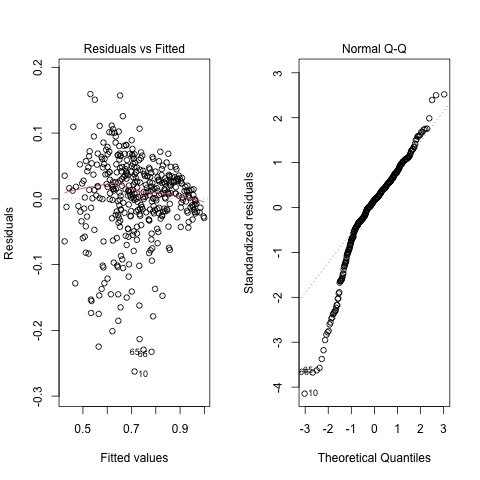 Residuals vs Fitted
Residuals
0.2
0.1
0.0
-0.1
-0.2
-0.3
10
0.5 0.7 0.9
Fitted values
Normal Q-Q
Standardized residuals
3
2
1
0
-1
-2
-3
-4
10
-3 -2 -1 0 1 2 3
Theoretical Quantiles